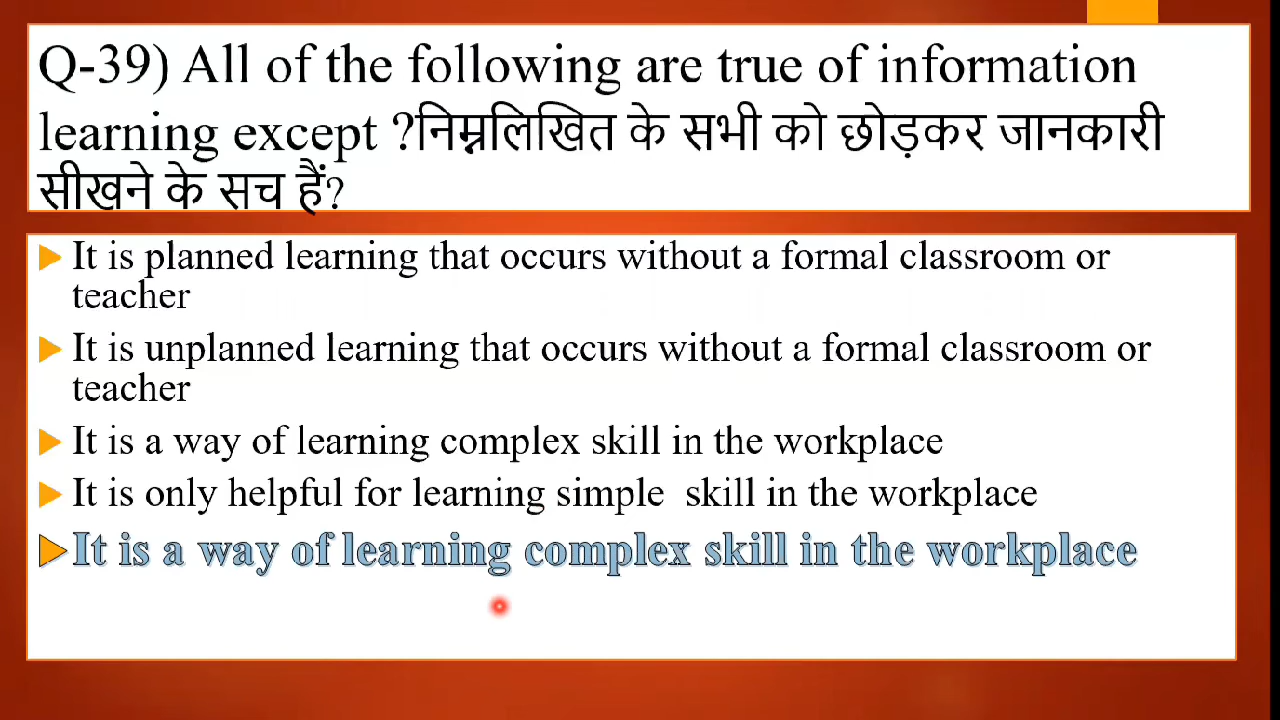 Q-39) All of the following are true of information
learning except ?निम्नलिखित के सभी को छोड़कर जानकारी
सीखने के सच हैं?
It is planned learning that occurs without a formal classroom or
teacher
It is unplanned learning that occurs without a formal classroom or
teacher
It is a way of learning complex skill in the workplace
It is only helpful for learning simple  skill in the workplace
It is a way of learning complex skill in the workplace